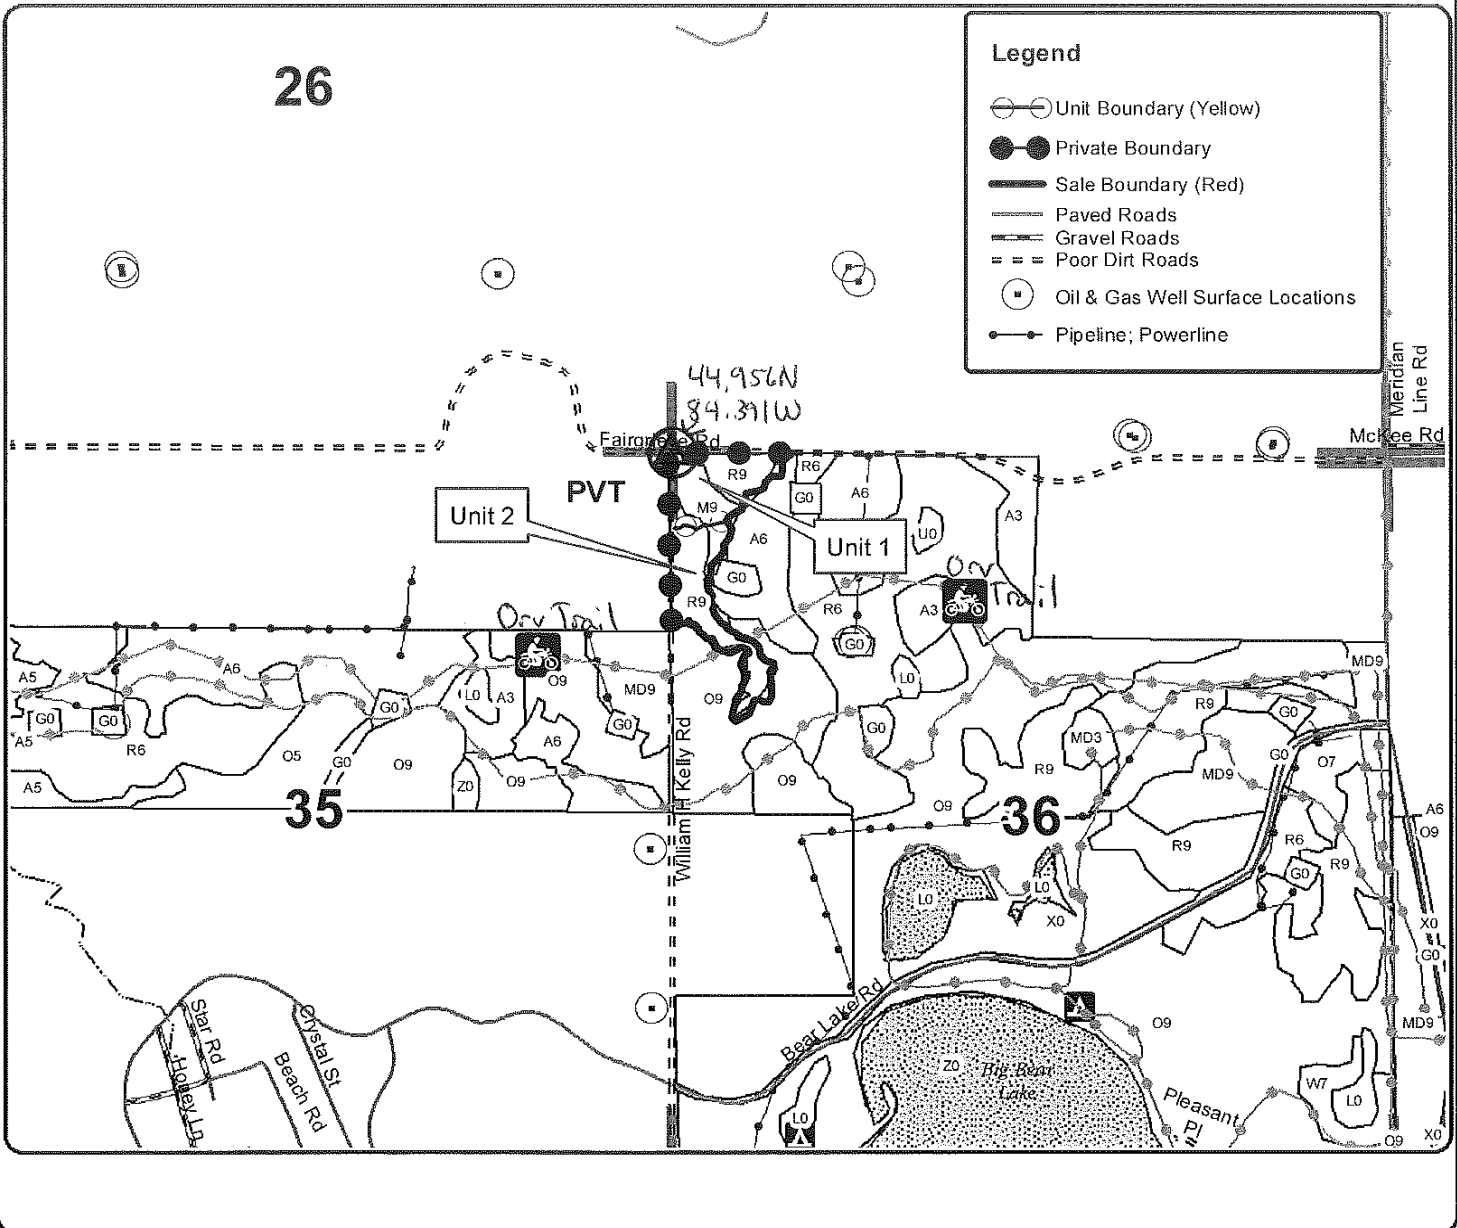 26
Legend
Unit Boundary (Yellow)
Private Boundary
Sale Boundary (Red)
Paved Roads
Gravel Roads
Poor Dirt Roads
Oil & Gas Well Surface Locations
Pipeline; Powerline
Meridian
Line Rd
44.956N
84.391W
McKee Rd
R9
R6
G0
A6
PVT
Unit 2
M9
A6
Unit 1
U0
A3
G0
R9
R6
A3
Orv
Trail
Orv Trail
G0
A5
A6
L0
A3
O9
MD9
O9
L0
MD9
G0
G0
G0
G0
R9
G0
A5
R6
A6
G0
MD3
O5
G0
O9
O9
O9
R9
MD9
G0
O7
A5
Z0
O9
35
36
William H Kelly Rd
A6
O9
R9
R6
R9
G0
L0
L0
X0
X0
G0
Star Rd
Crystal St
Beach Rd
Honey Ln
Bear Lake Rd
O9
MD9
Z0
Big Bear
Lake
W7
L0
Pleasant
Pl
L0
O9
X0